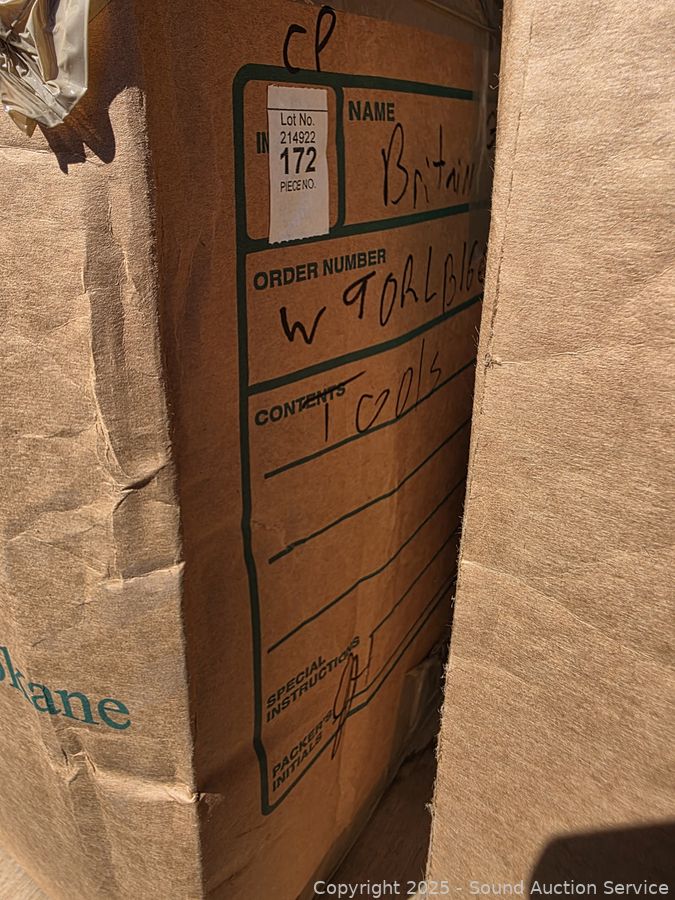 CP
Lot No.
214922
172
PIECE NO.
NAME
ORDER NUMBER
CONTENTS
Tools
SPECIAL
INSTRUCTIONS
PACKER'S
INITIALS
kane
Copyright © 2025 - Sound Auction Service